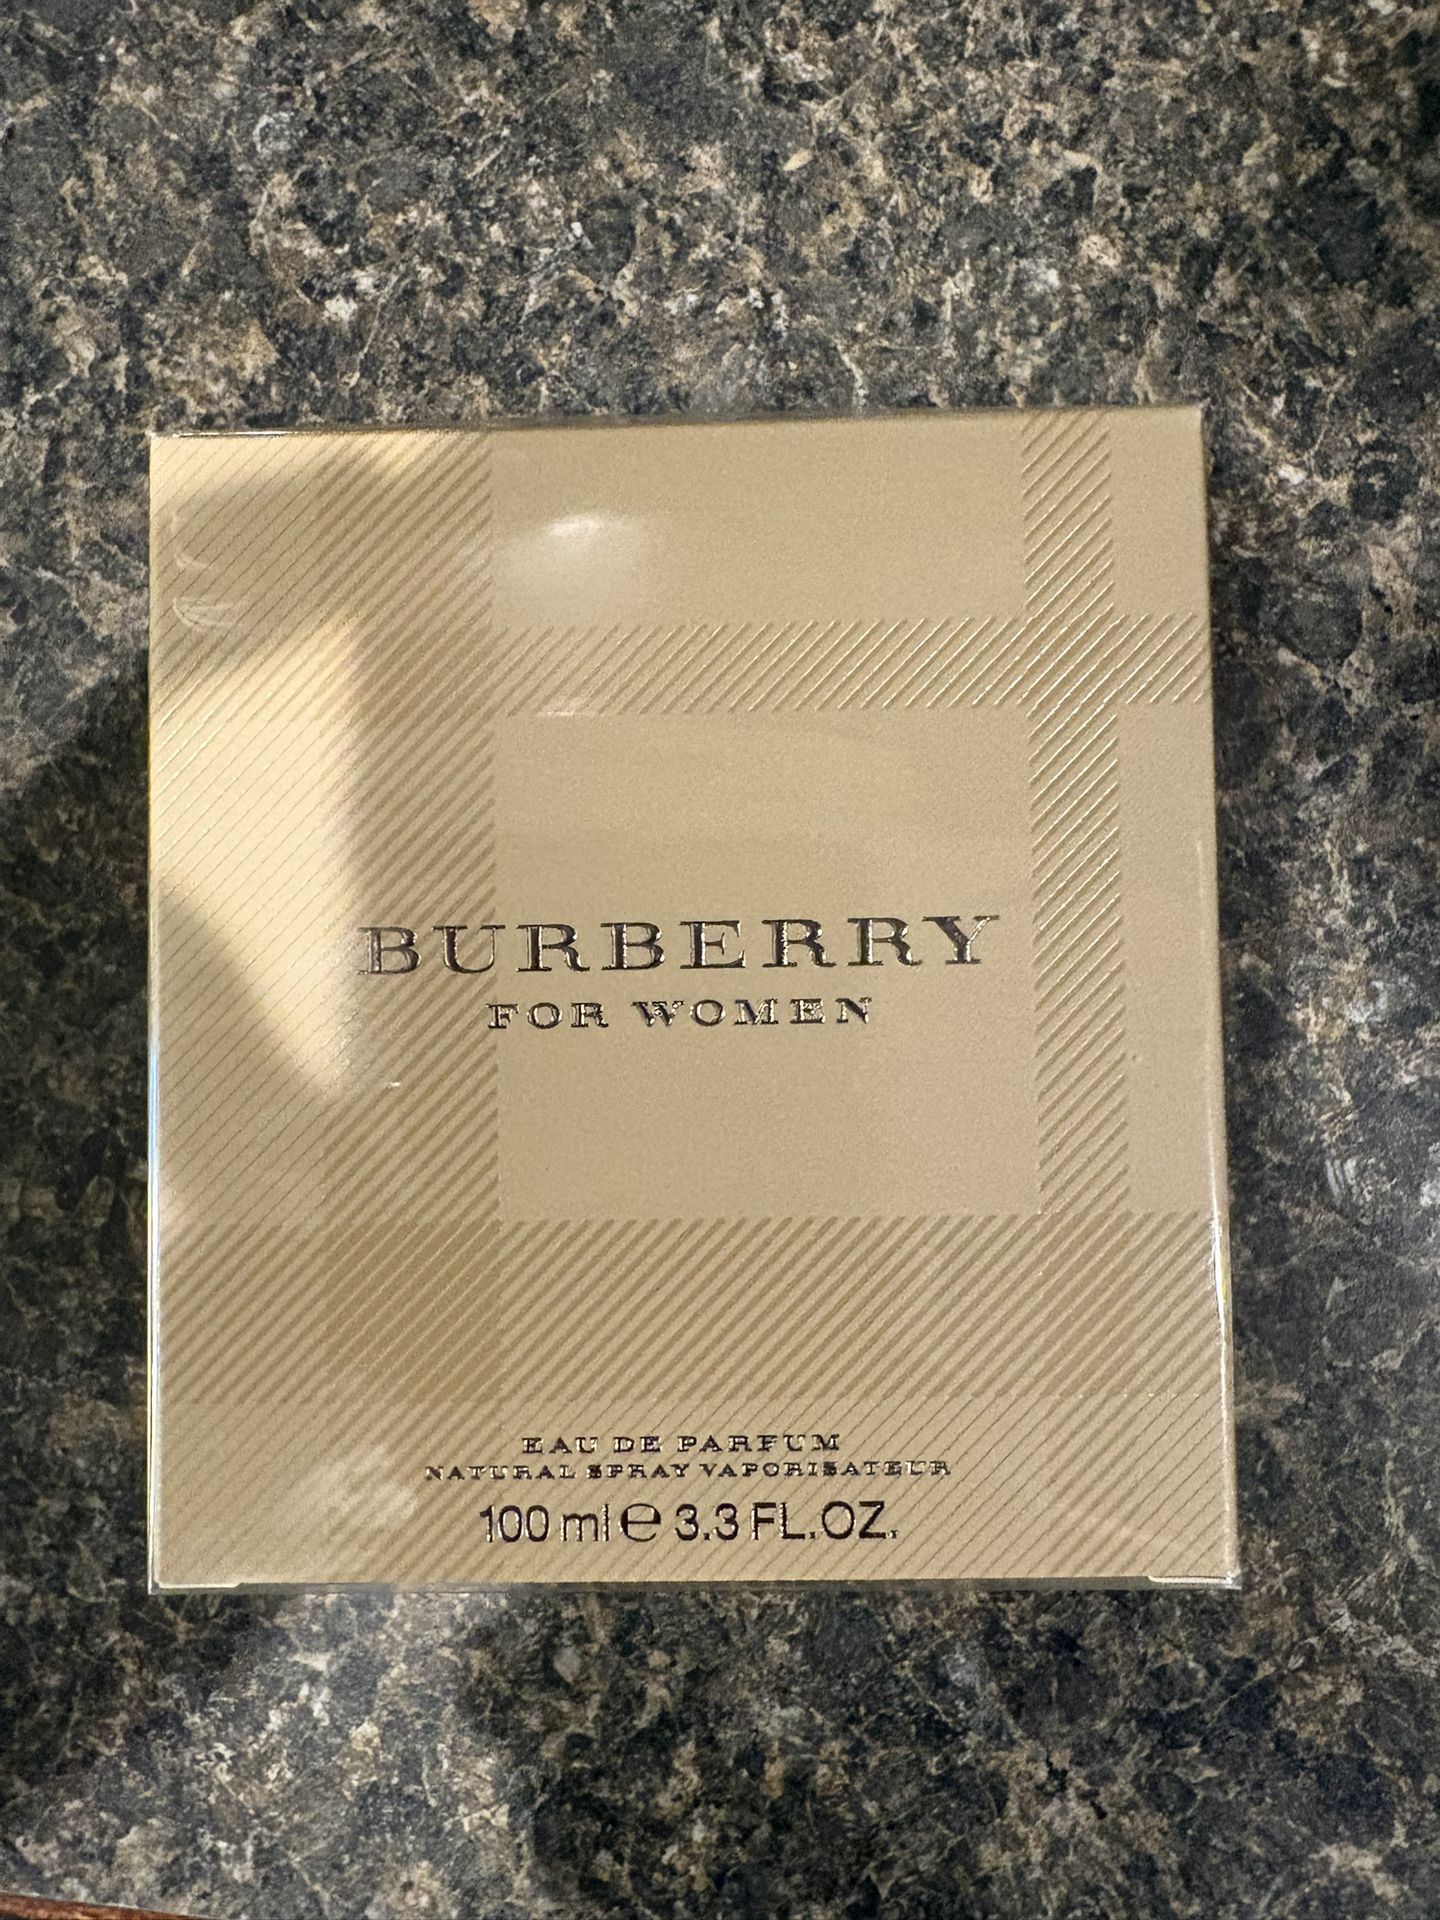 BURBERRY
FOR WOMEN
EAU DE PARFUM
NATURAL SPRAY VAPORISATEUR
100 ml e 3.3 FL.OZ.